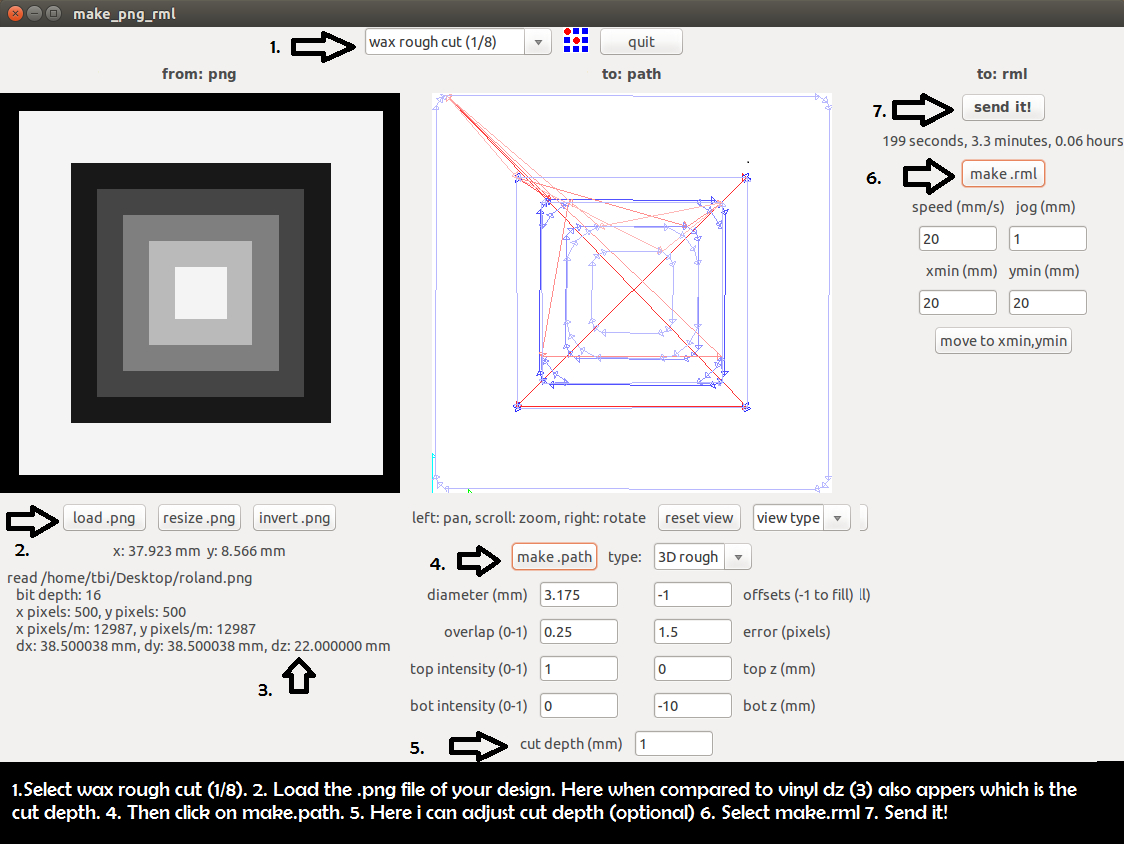 make_png_rml
1. wax rough cut (1/8) quit
from: png to: path to: rml
7. send it!
199 seconds, 3.3 minutes, 0.06 hours
6. make .rml
speed (mm/s) jog (mm)
20 1
xmin (mm) ymin (mm)
20 20
move to xmin,ymin
load .png resize .png invert .png
2.
x: 37.923 mm y: 8.566 mm
read /home/tbi/Desktop/roland.png
bit depth: 16
x pixels: 500, y pixels: 500
x pixels/m: 12987, y pixels/m: 12987
dx: 38.500038 mm, dy: 38.500038 mm, dz: 22.000000 mm
3.
left: pan, scroll: zoom, right: rotate reset view view type
4. make .path type: 3D rough
diameter (mm) 3.175 -1 offsets (-1 to fill) ll)
overlap (0-1) 0.25 1.5 error (pixels)
top intensity (0-1) 1 0 top z (mm)
bot intensity (0-1) 0 -10 bot z (mm)
5. cut depth (mm) 1
1.Select wax rough cut (1/8). 2. Load the .png file of your design. Here when compared to vinyl dz (3) also appers which is the
cut depth. 4. Then click on make.path. 5. Here i can adjust cut depth (optional) 6. Select make.rml 7. Send it!